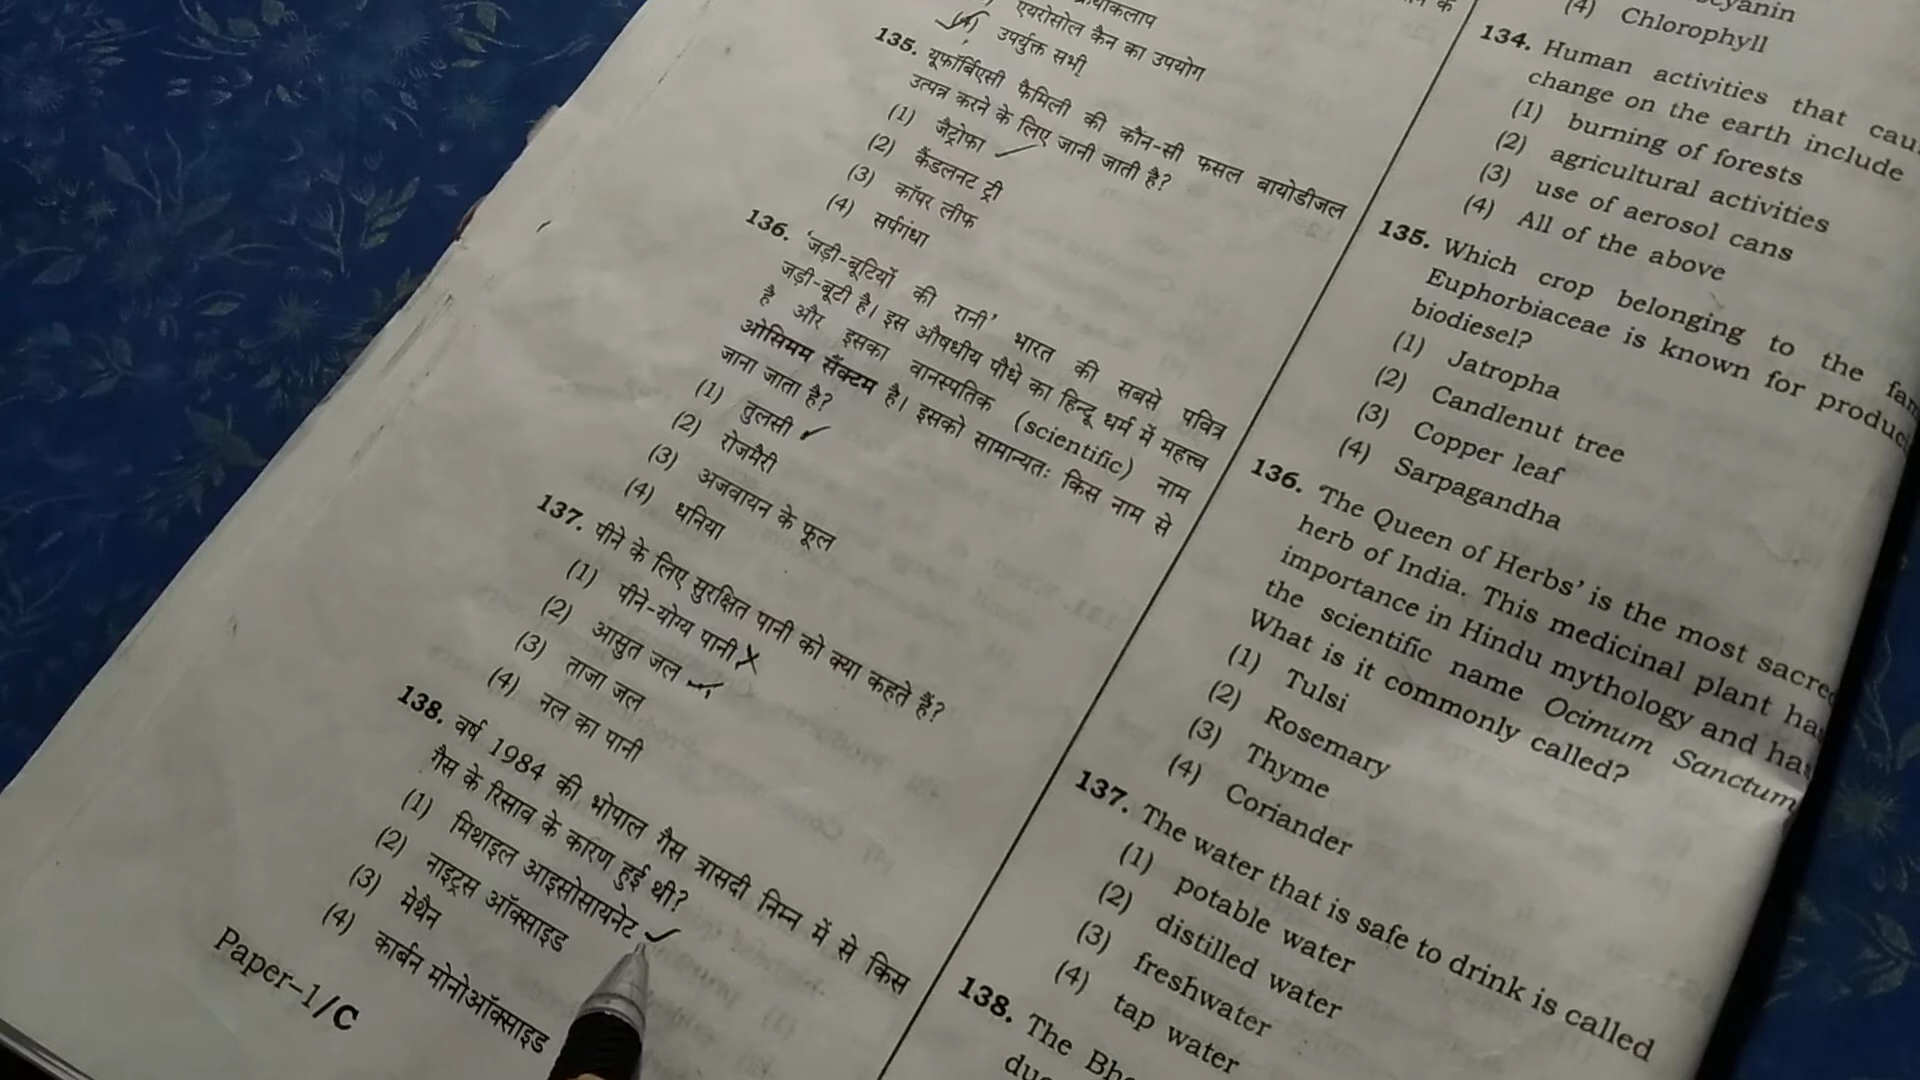 एयरोसोल कैन का उपयोग
(4) उपर्युक्त सभी
135. यूफॉर्बिएसी फैमिली की कौन-सी फसल बायोडीजल
उत्पन्न करने के लिए जानी जाती है?
(1) जैट्रोफा
(2) कैंडलनट ट्री
(3) कॉपर लीफ
(4) सर्पगंधा
136. 'जड़ी-बूटियों की रानी' भारत की सबसे पवित्र
जड़ी-बूटी है। इस औषधीय पौधे का हिन्दू धर्म में महत्त्व
है और इसका वानस्पतिक (scientific) नाम
ओसिमम सैंक्टम है। इसको सामान्यतः किस नाम से
जाना जाता है?
(1) तुलसी
(2) रोजमैरी
(3) अजवायन के फूल
(4) धनिया
137. पीने के लिए सुरक्षित पानी को क्या कहते हैं?
(1) पीने-योग्य पानी
(2) आसुत जल
(3) ताजा जल
(4) नल का पानी
138. वर्ष 1984 की भोपाल गैस त्रासदी निम्न में से किस
गैस के रिसाव के कारण हुई थी?
(1) मिथाइल आइसोसायनेट
(2) नाइट्रस ऑक्साइड
(3) मेथैन
(4) कार्बन मोनोऑक्साइड
Paper-1/C
(4) Chlorophyll
134. Human activities that
change on the earth include
(1) burning of forests
(2) agricultural activities
(3) use of aerosol cans
(4) All of the above
135. Which crop belonging to the
Euphorbiaceae is known for
biodiesel?
(1) Jatropha
(2) Candlenut tree
(3) Copper leaf
(4) Sarpagandha
136. 'The Queen of Herbs' is the most
herb of India. This medicinal plant
importance in Hindu mythology and
the scientific name Ocimum Sanctum
What is it commonly called?
(1) Tulsi
(2) Rosemary
(3) Thyme
(4) Coriander
137. The water that is safe to drink is called
(1) potable water
(2) distilled water
(3) freshwater
(4) tap water
138. The